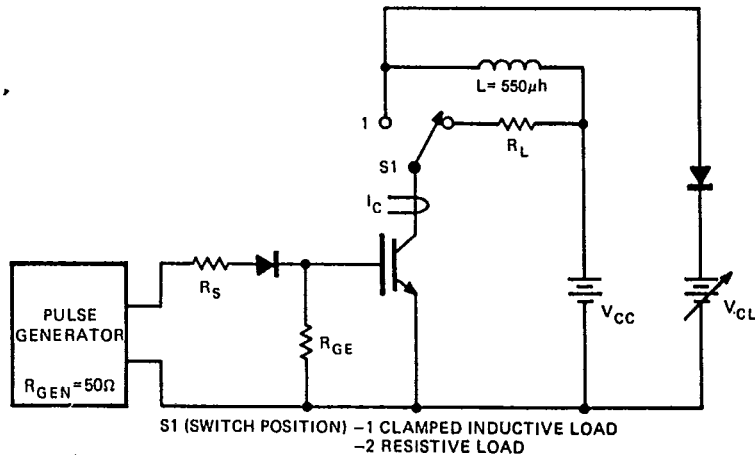 L= 550μh
1
R_L
S1
I_C
R_S
PULSE
GENERATOR
R_GEN = 50Ω
R_GE
V_CC
V_CL
S1 (SWITCH POSITION) –1 CLAMPED INDUCTIVE LOAD
–2 RESISTIVE LOAD